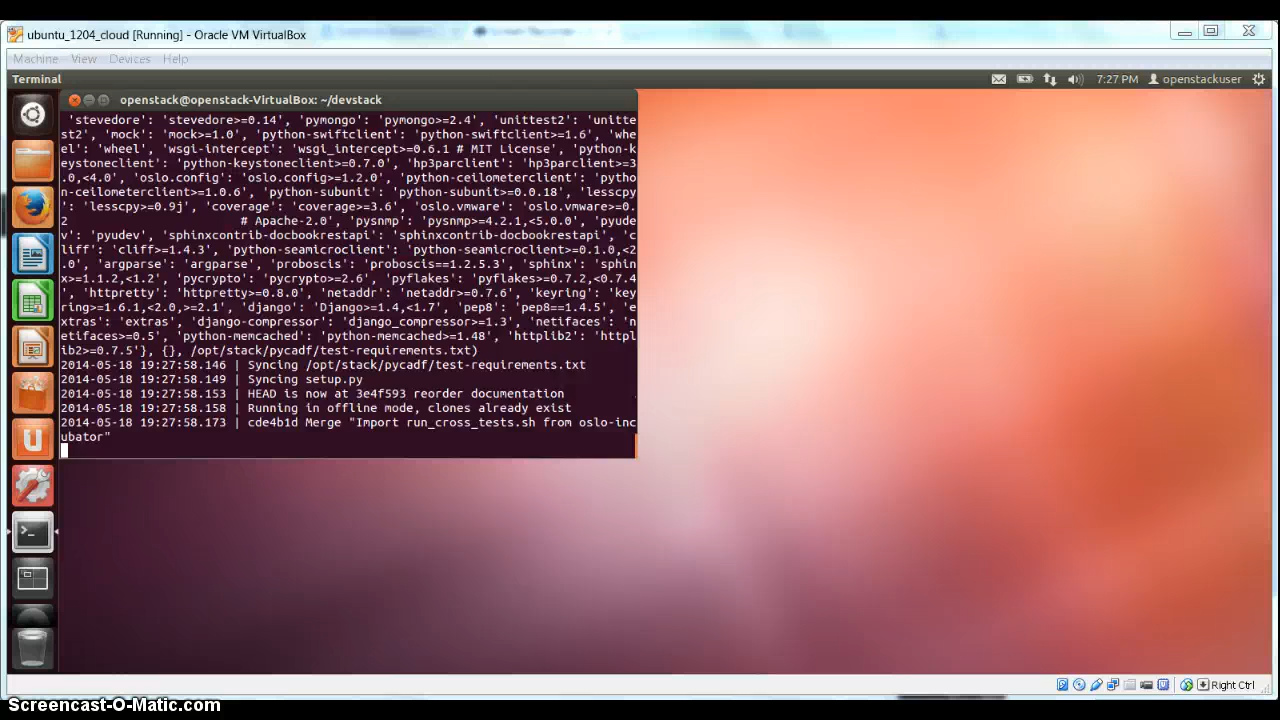 ubuntu_1204_cloud [Running] - Oracle VM VirtualBox
Machine View Devices Help
Terminal 7:27 PM openstackuser
openstack@openstack-VirtualBox: ~/devstack
'stevedore': 'stevedore>=0.14', 'pymongo': 'pymongo>=2.4', 'unittest2': 'unitte
st2', 'mock': 'mock>=1.0', 'python-swiftclient': 'python-swiftclient>=1.6', 'whe
el': 'wheel', 'wsgi-intercept': 'wsgi_intercept>=0.6.1 # MIT License', 'python-k
eystoneclient': 'python-keystoneclient>=0.7.0', 'hp3parclient': 'hp3parclient>=3
.0,<4.0', 'oslo.config': 'oslo.config>=1.2.0', 'python-ceilometerclient': 'pytho
n-ceilometerclient>=1.0.6', 'python-subunit': 'python-subunit>=0.0.18', 'lesscpy
': 'lesscpy>=0.9j', 'coverage': 'coverage>=3.6', 'oslo.vmware': 'oslo.vmware>=0.
2 # Apache-2.0', 'pysnmp': 'pysnmp>=4.2.1,<5.0.0', 'pyude
v': 'pyudev', 'sphinxcontrib-docbookrestapi': 'sphinxcontrib-docbookrestapi', 'c
liff': 'cliff>=1.4.3', 'python-seamicroclient': 'python-seamicroclient>=0.1.0,<2
.0', 'argparse': 'argparse', 'proboscis': 'proboscis==1.2.5.3', 'sphinx': 'sphin
x>=1.1.2,<1.2', 'pycrypto': 'pycrypto>=2.6', 'pyflakes': 'pyflakes>=0.7.2,<0.7.4
', 'httpretty': 'httpretty>=0.8.0', 'netaddr': 'netaddr>=0.7.6', 'keyring': 'key
ring>=1.6.1,<2.0,>=2.1', 'django': 'Django>=1.4,<1.7', 'pep8': 'pep8==1.4.5', 'e
xtras': 'extras', 'django-compressor': 'django_compressor>=1.3', 'netifaces': 'n
etifaces>=0.5', 'python-memcached': 'python-memcached>=1.48', 'httplib2': 'httpl
ib2>=0.7.5'}, {}, /opt/stack/pycadf/test-requirements.txt)
2014-05-18 19:27:58.146 | Syncing /opt/stack/pycadf/test-requirements.txt
2014-05-18 19:27:58.149 | Syncing setup.py
2014-05-18 19:27:58.153 | HEAD is now at 3e4f593 reorder documentation
2014-05-18 19:27:58.158 | Running in offline mode, clones already exist
2014-05-18 19:27:58.173 | cde4b1d Merge "Import run_cross_tests.sh from oslo-inc
ubator"
Right Ctrl
Screencast-O-Matic.com